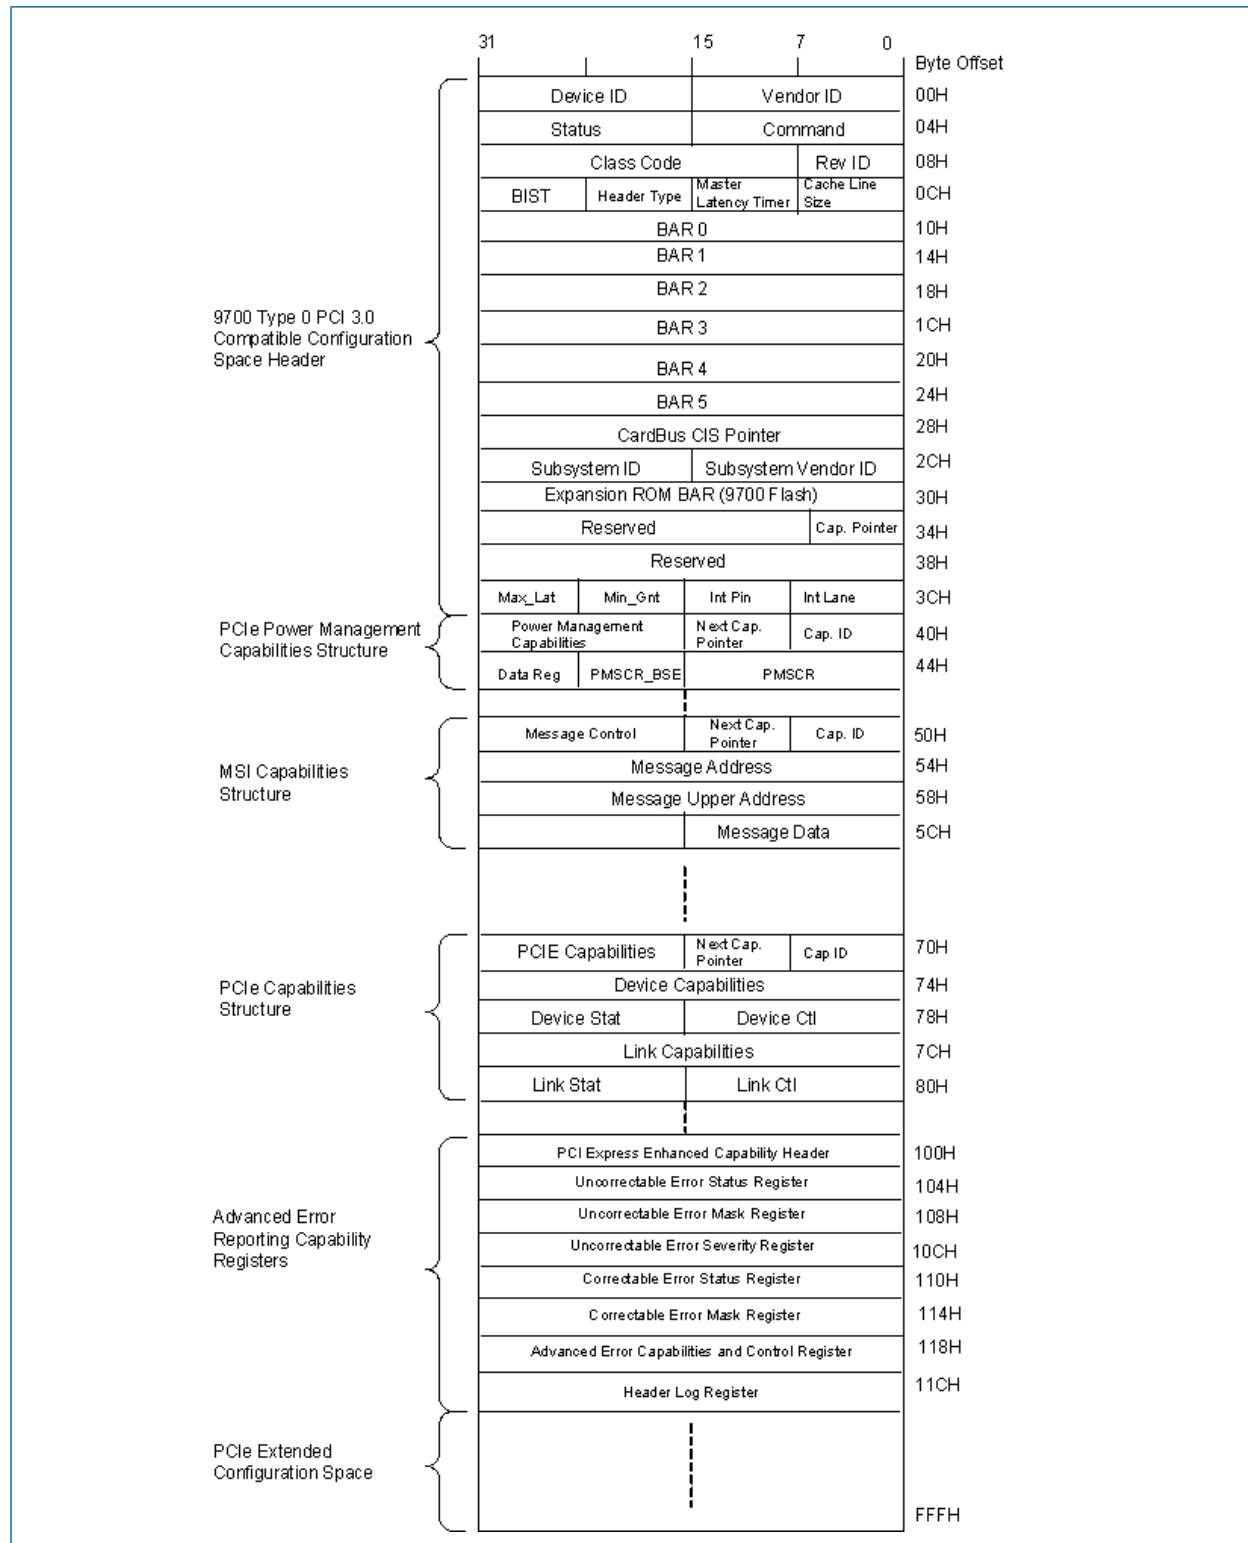 31 15 7 0
Byte Offset
Device ID Vendor ID 00H
Status Command 04H
Class Code Rev ID 08H
BIST Header Type Master Latency Timer Cache Line Size 0CH
BAR 0 10H
BAR 1 14H
BAR 2 18H
9700 Type 0 PCI 3.0
Compatible Configuration
Space Header
BAR 3 1CH
BAR 4 20H
BAR 5 24H
CardBus CIS Pointer 28H
Subsystem ID Subsystem Vendor ID 2CH
Expansion ROM BAR (9700 Flash) 30H
Reserved Cap. Pointer 34H
Reserved 38H
Max_Lat Min_Gnt Int Pin Int Lane 3CH
PCIe Power Management
Capabilities Structure
Power Management Capabilities Next Cap. Pointer Cap. ID 40H
Data Reg PMSCR_BSE PMSCR 44H
Message Control Next Cap. Pointer Cap. ID 50H
MSI Capabilities
Structure
Message Address 54H
Message Upper Address 58H
Message Data 5CH
PCIE Capabilities Next Cap. Pointer Cap ID 70H
PCIe Capabilities
Structure
Device Capabilities 74H
Device Stat Device Ctl 78H
Link Capabilities 7CH
Link Stat Link Ctl 80H
PCI Express Enhanced Capability Header 100H
Uncorrectable Error Status Register 104H
Advanced Error
Reporting Capability
Registers
Uncorrectable Error Mask Register 108H
Uncorrectable Error Severity Register 10CH
Correctable Error Status Register 110H
Correctable Error Mask Register 114H
Advanced Error Capabilities and Control Register 118H
Header Log Register 11CH
PCIe Extended
Configuration Space
FFFH